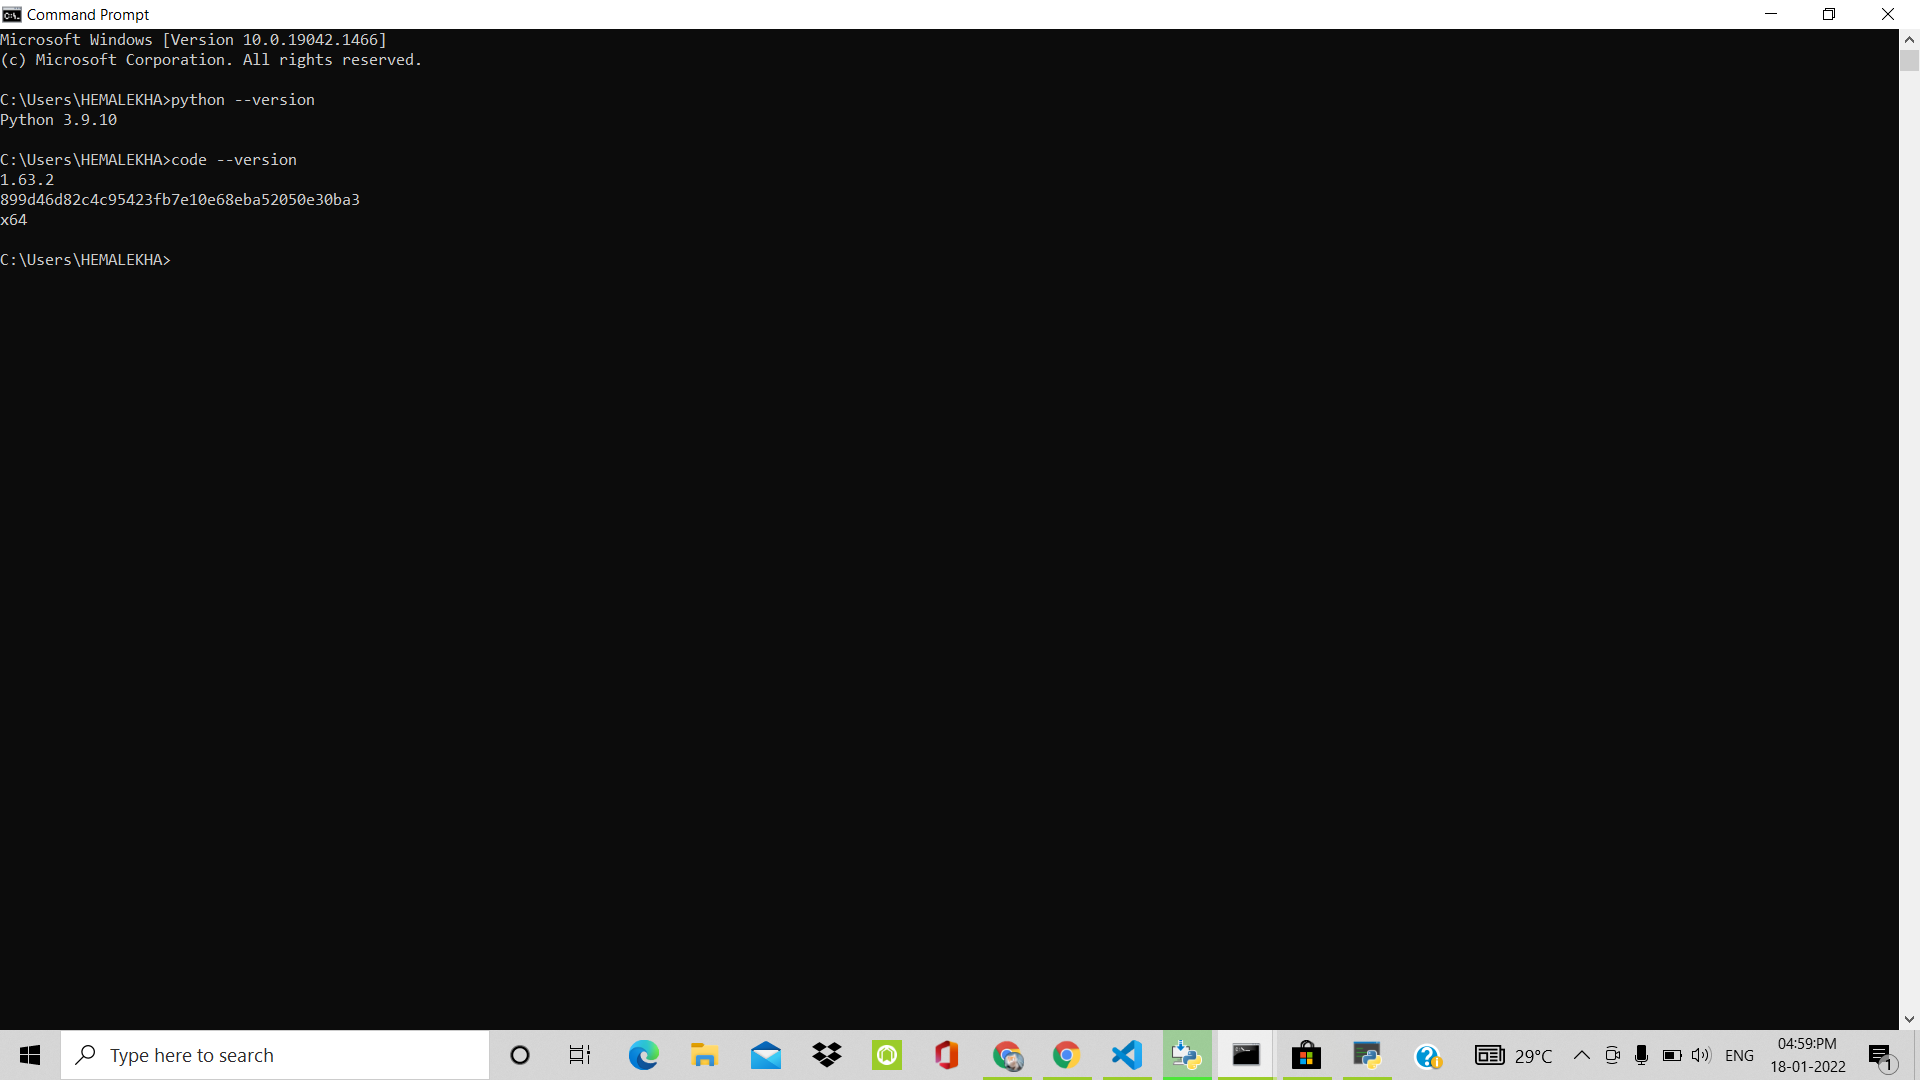 Command Prompt
Microsoft Windows [Version 10.0.19042.1466]
(c) Microsoft Corporation. All rights reserved.
C:\Users\HEMALEKHA>python --version
Python 3.9.10
C:\Users\HEMALEKHA>code --version
1.63.2
899d46d82c4c95423fb7e10e68eba52050e30ba3
x64
C:\Users\HEMALEKHA>
Type here to search
29°C
ENG
04:59:PM
18-01-2022
1